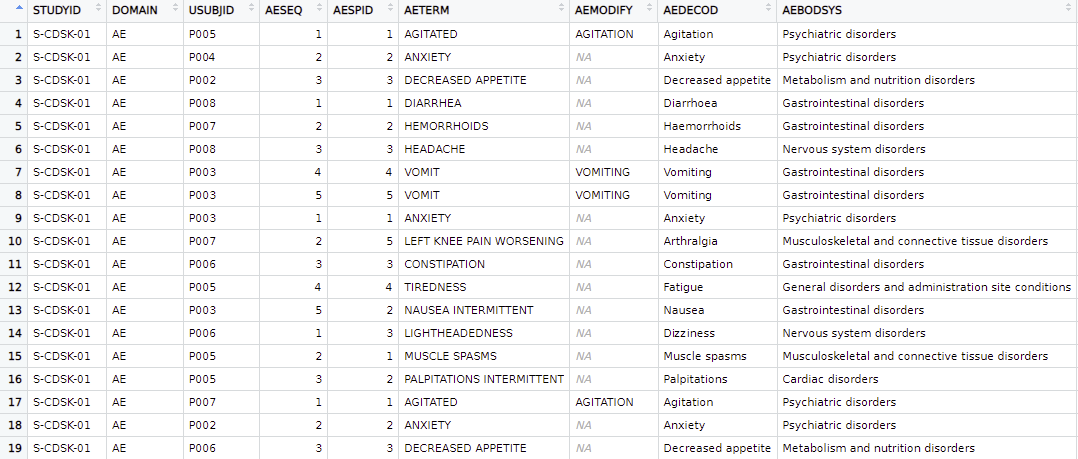 STUDYID DOMAIN USUBJID AESEQ AESPID AETERM AEMODIFY AEDECOD AEBODSYS
1 S-CDSK-01 AE P005 1 1 AGITATED AGITATION Agitation Psychiatric disorders
2 S-CDSK-01 AE P004 2 2 ANXIETY NA Anxiety Psychiatric disorders
3 S-CDSK-01 AE P002 3 3 DECREASED APPETITE NA Decreased appetite Metabolism and nutrition disorders
4 S-CDSK-01 AE P008 1 1 DIARRHEA NA Diarrhoea Gastrointestinal disorders
5 S-CDSK-01 AE P007 2 2 HEMORRHOIDS NA Haemorrhoids Gastrointestinal disorders
6 S-CDSK-01 AE P008 3 3 HEADACHE NA Headache Nervous system disorders
7 S-CDSK-01 AE P003 4 4 VOMIT VOMITING Vomiting Gastrointestinal disorders
8 S-CDSK-01 AE P003 5 5 VOMIT VOMITING Vomiting Gastrointestinal disorders
9 S-CDSK-01 AE P003 1 1 ANXIETY NA Anxiety Psychiatric disorders
10 S-CDSK-01 AE P007 2 5 LEFT KNEE PAIN WORSENING NA Arthralgia Musculoskeletal and connective tissue disorders
11 S-CDSK-01 AE P006 3 3 CONSTIPATION NA Constipation Gastrointestinal disorders
12 S-CDSK-01 AE P005 4 4 TIREDNESS NA Fatigue General disorders and administration site conditions
13 S-CDSK-01 AE P003 5 2 NAUSEA INTERMITTENT NA Nausea Gastrointestinal disorders
14 S-CDSK-01 AE P006 1 3 LIGHTHEADEDNESS NA Dizziness Nervous system disorders
15 S-CDSK-01 AE P005 2 1 MUSCLE SPASMS NA Muscle spasms Musculoskeletal and connective tissue disorders
16 S-CDSK-01 AE P005 3 2 PALPITATIONS INTERMITTENT NA Palpitations Cardiac disorders
17 S-CDSK-01 AE P007 1 1 AGITATED AGITATION Agitation Psychiatric disorders
18 S-CDSK-01 AE P002 2 2 ANXIETY NA Anxiety Psychiatric disorders
19 S-CDSK-01 AE P006 3 3 DECREASED APPETITE NA Decreased appetite Metabolism and nutrition disorders